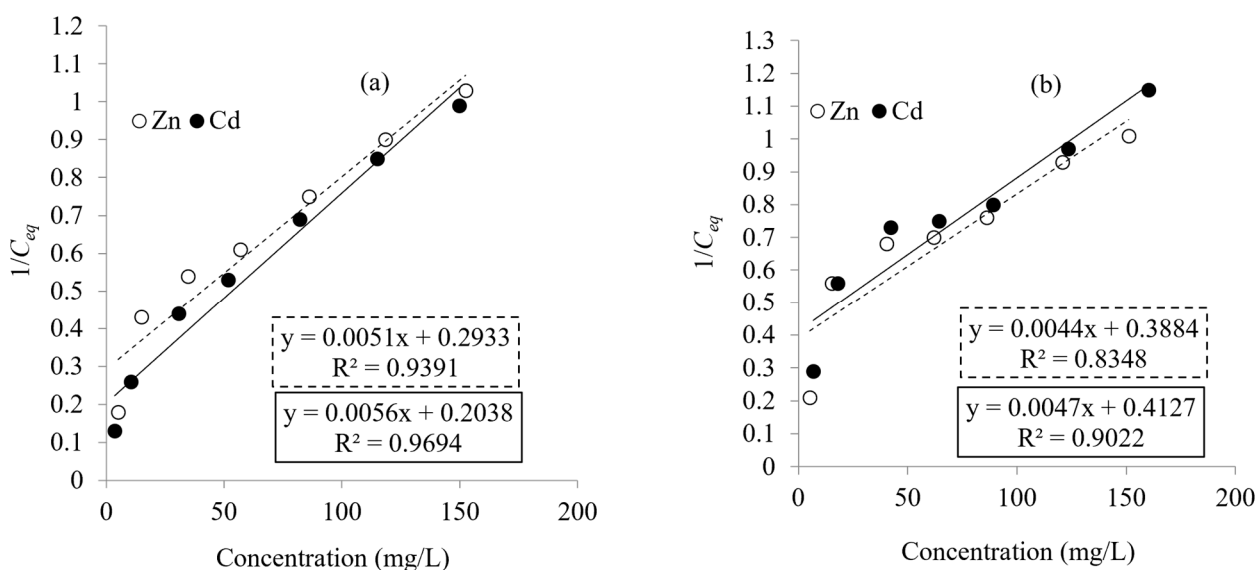 (a)
Zn Cd
1/Ceq
1.2
1.1
1
0.9
0.8
0.7
0.6
0.5
0.4
0.3
0.2
0.1
0
y = 0.0051x + 0.2933
R² = 0.9391
y = 0.0056x + 0.2038
R² = 0.9694
0 50 100 150 200
Concentration (mg/L)
(b)
Zn Cd
1/Ceq
1.3
1.2
1.1
1
0.9
0.8
0.7
0.6
0.5
0.4
0.3
0.2
0.1
0
y = 0.0044x + 0.3884
R² = 0.8348
y = 0.0047x + 0.4127
R² = 0.9022
0 50 100 150 200
Concentration (mg/L)